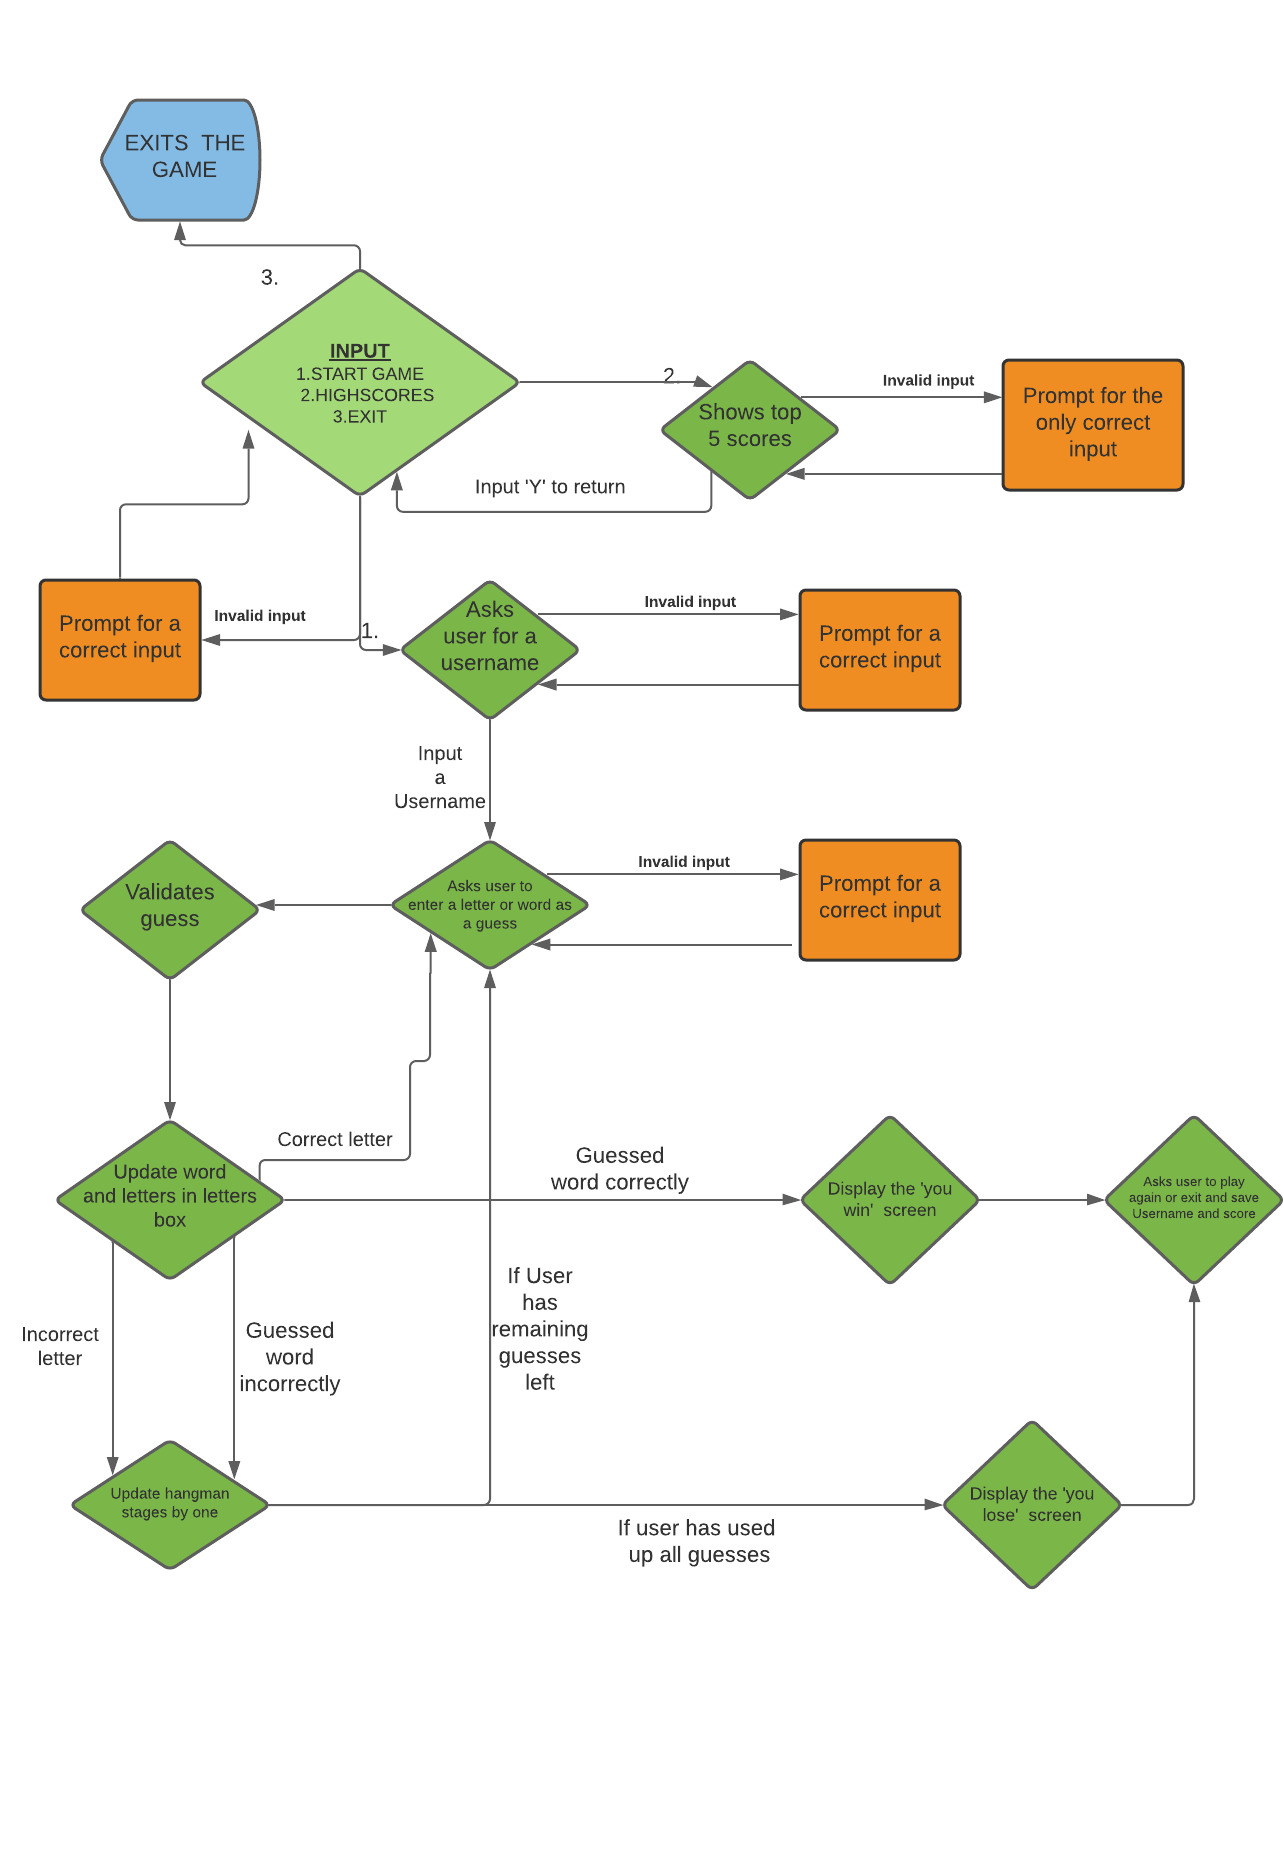 EXITS THE
GAME
3.
INPUT
1.START GAME
2.HIGHSCORES
3.EXIT
2.
Shows top
5 scores
Invalid input
Prompt for the
only correct
input
Input 'Y' to return
Prompt for a
correct input
Invalid input
1.
Asks
user for a
username
Invalid input
Prompt for a
correct input
Input
a
Username
Validates
guess
Asks user to
enter a letter or word as
a guess
Invalid input
Prompt for a
correct input
Correct letter
Update word
and letters in letters
box
Guessed
word correctly
Display the 'you
win' screen
Asks user to play
again or exit and save
Username and score
Incorrect
letter
Guessed
word
incorrectly
If User
has
remaining
guesses
left
Update hangman
stages by one
If user has used
up all guesses
Display the 'you
lose' screen